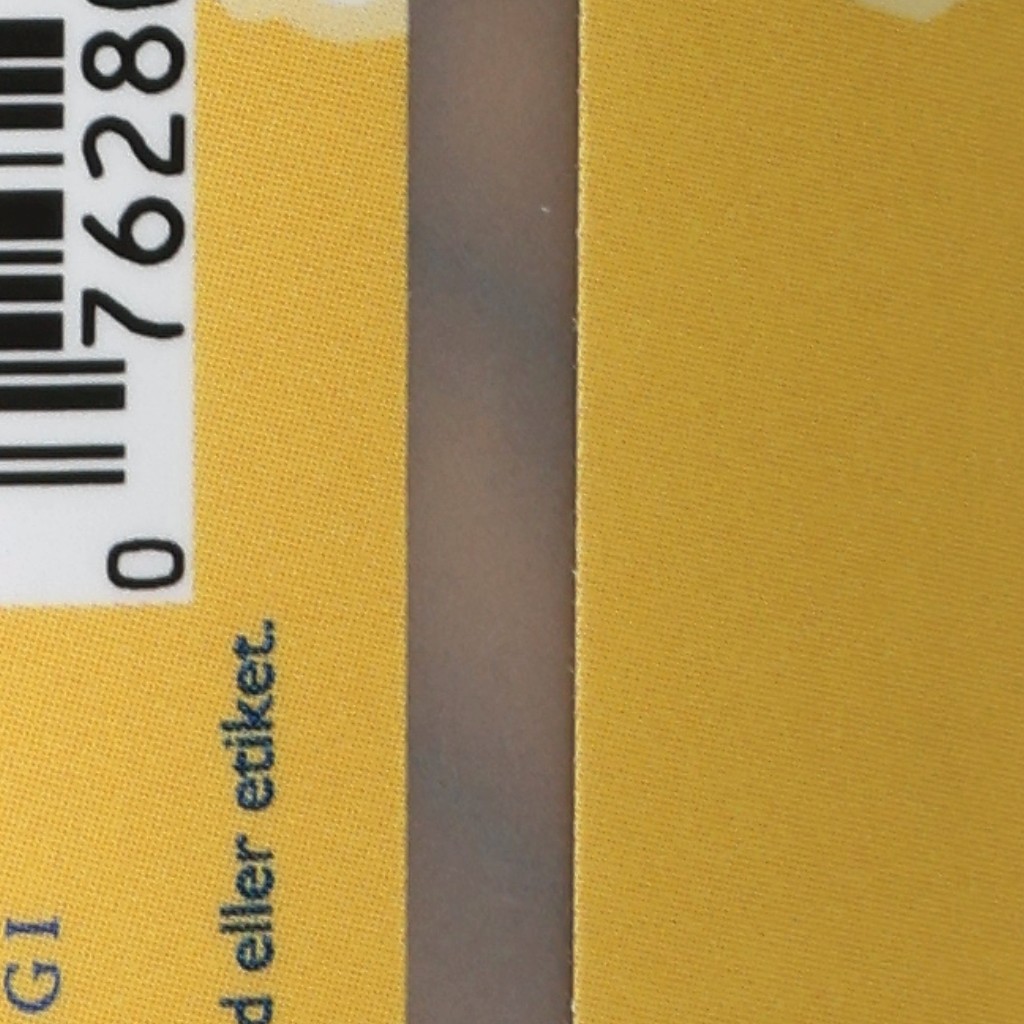 GI
0 7628
d eller etiket.